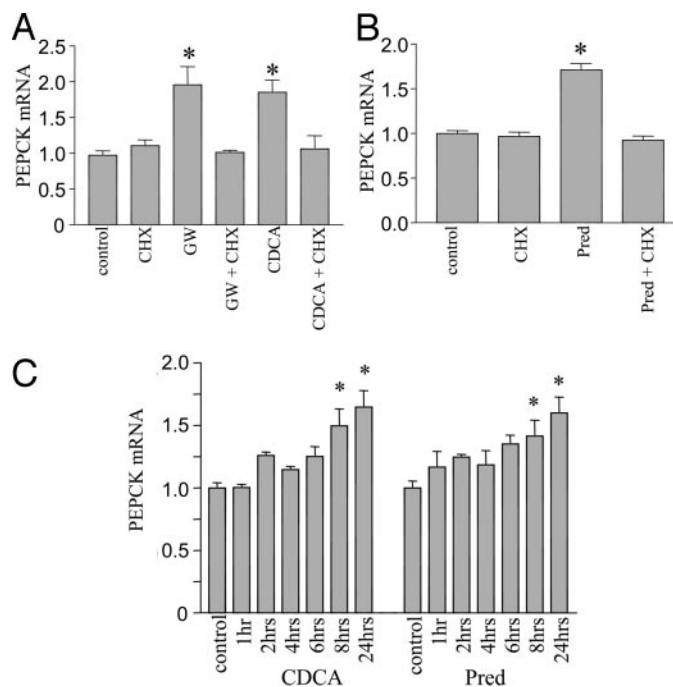 A
PEPCK mRNA
2.5
2.0
1.5
1.0
0.5
0
*
*
control
CHX
GW
GW + CHX
CDCA
CDCA + CHX
B
PEPCK mRNA
2.0
1.5
1.0
0.5
0.0
*
control
CHX
Pred
Pred + CHX
C
PEPCK mRNA
2.0
1.5
1.0
0.5
0
* *
* *
control
1hr
2hrs
4hrs
6hrs
8hrs
24hrs
CDCA
control
1hr
2hrs
4hrs
6hrs
8hrs
24hrs
Pred